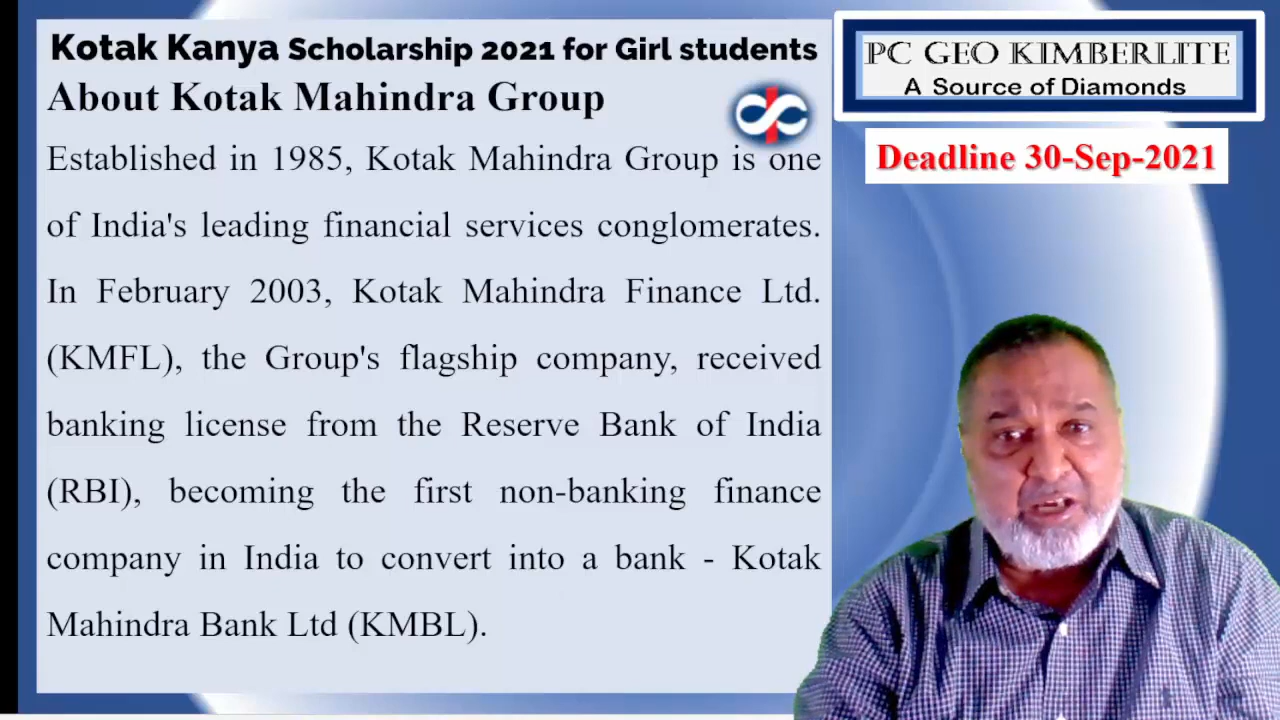 Kotak Kanya Scholarship 2021 for Girl students
About Kotak Mahindra Group
Established in 1985, Kotak Mahindra Group is one
of India's leading financial services conglomerates.
In February 2003, Kotak Mahindra Finance Ltd.
(KMFL), the Group's flagship company, received
banking license from the Reserve Bank of India
(RBI), becoming the first non-banking finance
company in India to convert into a bank - Kotak
Mahindra Bank Ltd (KMBL).
PC GEO KIMBERLITE
A Source of Diamonds
Deadline 30-Sep-2021